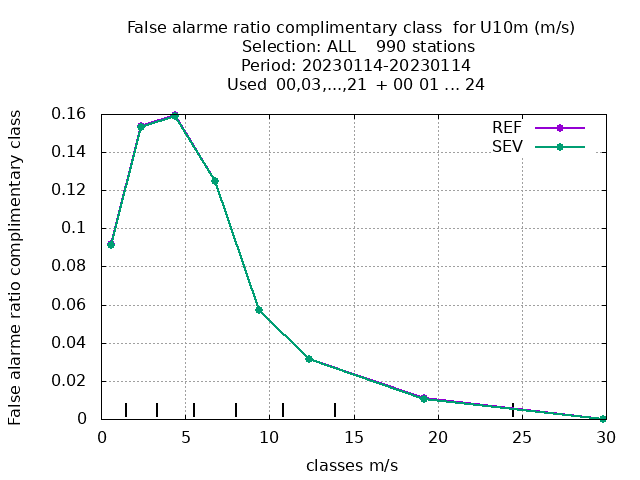 False alarme ratio complimentary class  for U10m (m/s)
Selection: ALL    990 stations
Period: 20230114-20230114
Used  00,03,...,21  + 00 01 ... 24
False alarme ratio complimentary class
REF
SEV
0.16
0.14
0.12
0.1
0.08
0.06
0.04
0.02
0
0 5 10 15 20 25 30
classes m/s